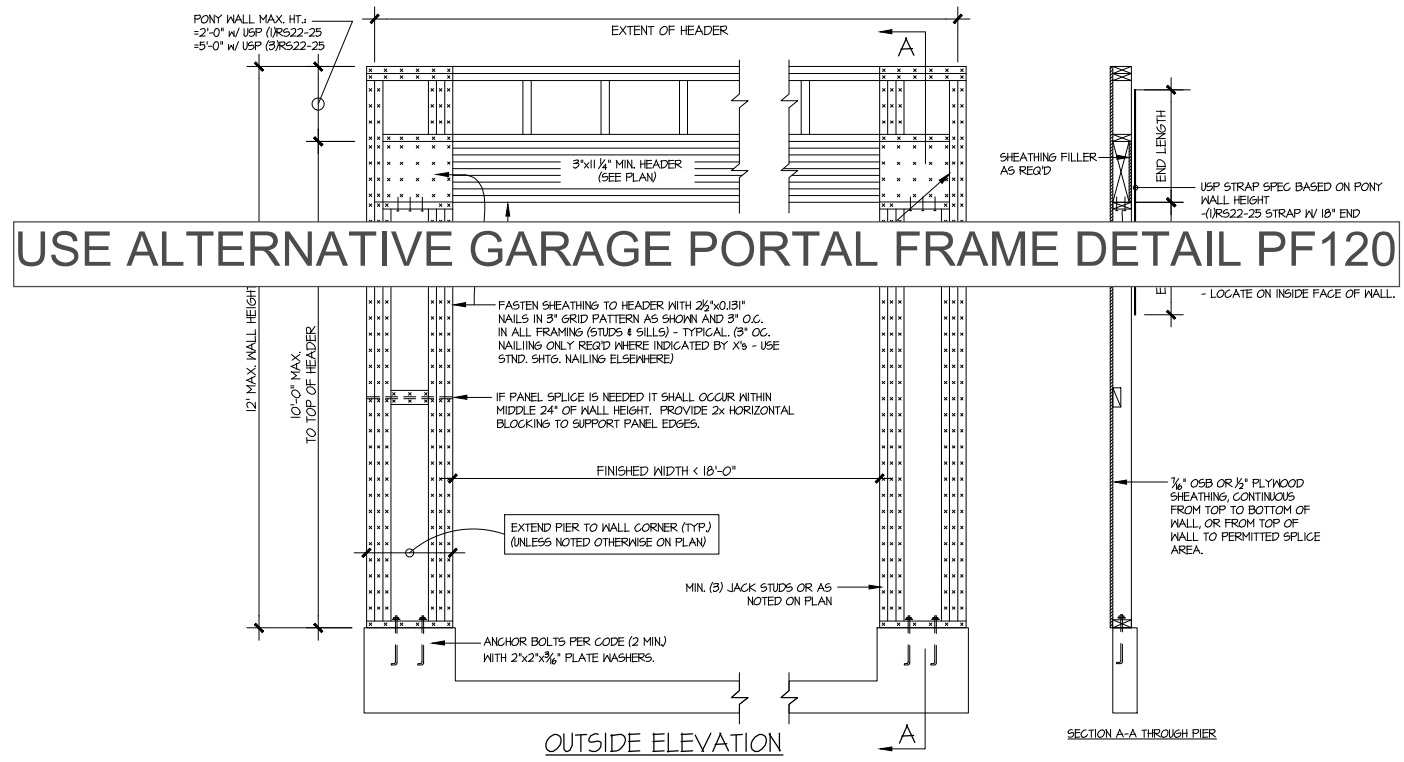 PONY WALL MAX. HT.:
=2'-0" W/ USP (1)RS22-25
=5'-0" W/ USP (3)RS22-25
EXTENT OF HEADER
A
3"x11 1/4" MIN. HEADER
(SEE PLAN)
SHEATHING FILLER
AS REQ'D
END LENGTH
USP STRAP SPEC BASED ON PONY
WALL HEIGHT
-(1)RS22-25 STRAP W/ 18" END
USE ALTERNATIVE GARAGE PORTAL FRAME DETAIL PF120
- LOCATE ON INSIDE FACE OF WALL.
12' MAX. WALL HEIGHT
10'-0" MAX.
TO TOP OF HEADER
FASTEN SHEATHING TO HEADER WITH 2½"x0.131"
NAILS IN 3" GRID PATTERN AS SHOWN AND 3" O.C.
IN ALL FRAMING (STUDS & SILLS) - TYPICAL. (3" OC.
NAILIING ONLY REQ'D WHERE INDICATED BY X's - USE
STND. SHTG. NAILING ELSEWHERE)
IF PANEL SPLICE IS NEEDED IT SHALL OCCUR WITHIN
MIDDLE 24" OF WALL HEIGHT. PROVIDE 2x HORIZONTAL
BLOCKING TO SUPPORT PANEL EDGES.
FINISHED WIDTH < 18'-0"
7/16" OSB OR ½" PLYWOOD
SHEATHING, CONTINUOUS
FROM TOP TO BOTTOM OF
WALL, OR FROM TOP OF
WALL TO PERMITTED SPLICE
AREA.
EXTEND PIER TO WALL CORNER (TYP.)
(UNLESS NOTED OTHERWISE ON PLAN)
MIN. (3) JACK STUDS OR AS
NOTED ON PLAN
ANCHOR BOLTS PER CODE (2 MIN.)
WITH 2"x2"x3/16" PLATE WASHERS.
A
OUTSIDE ELEVATION
SECTION A-A THROUGH PIER